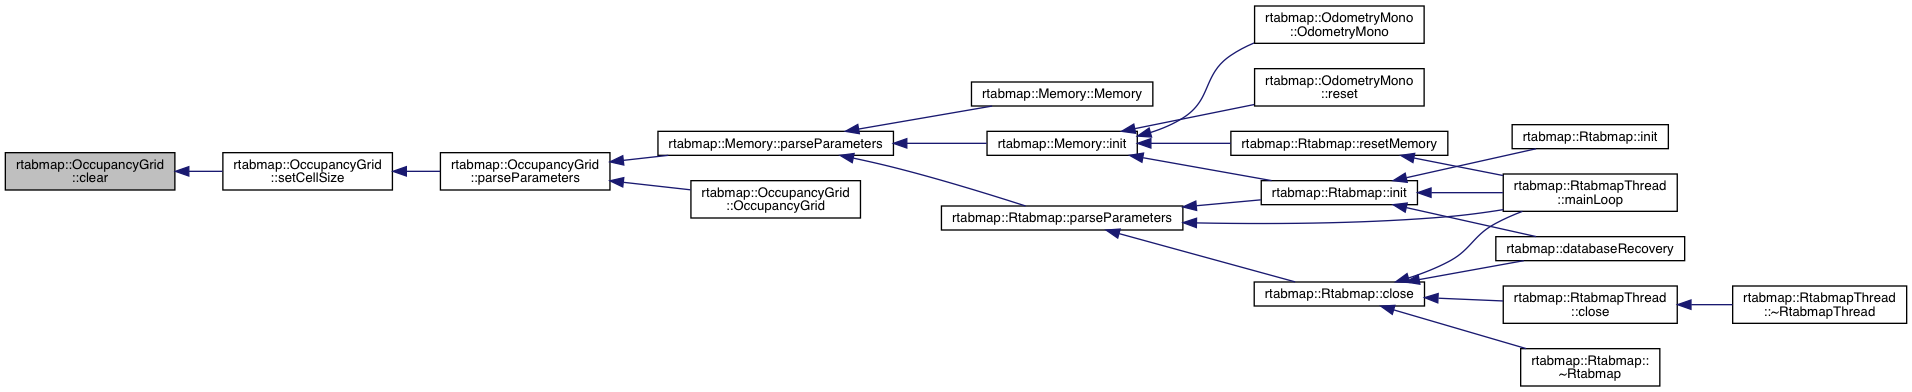 rtabmap::OccupancyGrid
::clear
rtabmap::OccupancyGrid
::setCellSize
rtabmap::OccupancyGrid
::parseParameters
rtabmap::Memory::parseParameters
rtabmap::OccupancyGrid
::OccupancyGrid
rtabmap::Memory::Memory
rtabmap::Memory::init
rtabmap::Rtabmap::parseParameters
rtabmap::OdometryMono
::OdometryMono
rtabmap::OdometryMono
::reset
rtabmap::Rtabmap::resetMemory
rtabmap::Rtabmap::init
rtabmap::Rtabmap::close
rtabmap::Rtabmap::init
rtabmap::RtabmapThread
::mainLoop
rtabmap::databaseRecovery
rtabmap::RtabmapThread
::close
rtabmap::Rtabmap::
~Rtabmap
rtabmap::RtabmapThread
::~RtabmapThread